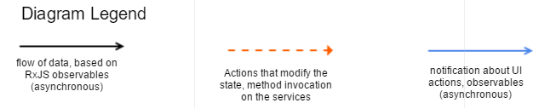 Diagram Legend
flow of data, based on
RxJS observables
(asynchronous)
Actions that modify the
state, method invocation
on the services
notification about UI
actions, observables
(asynchronous)